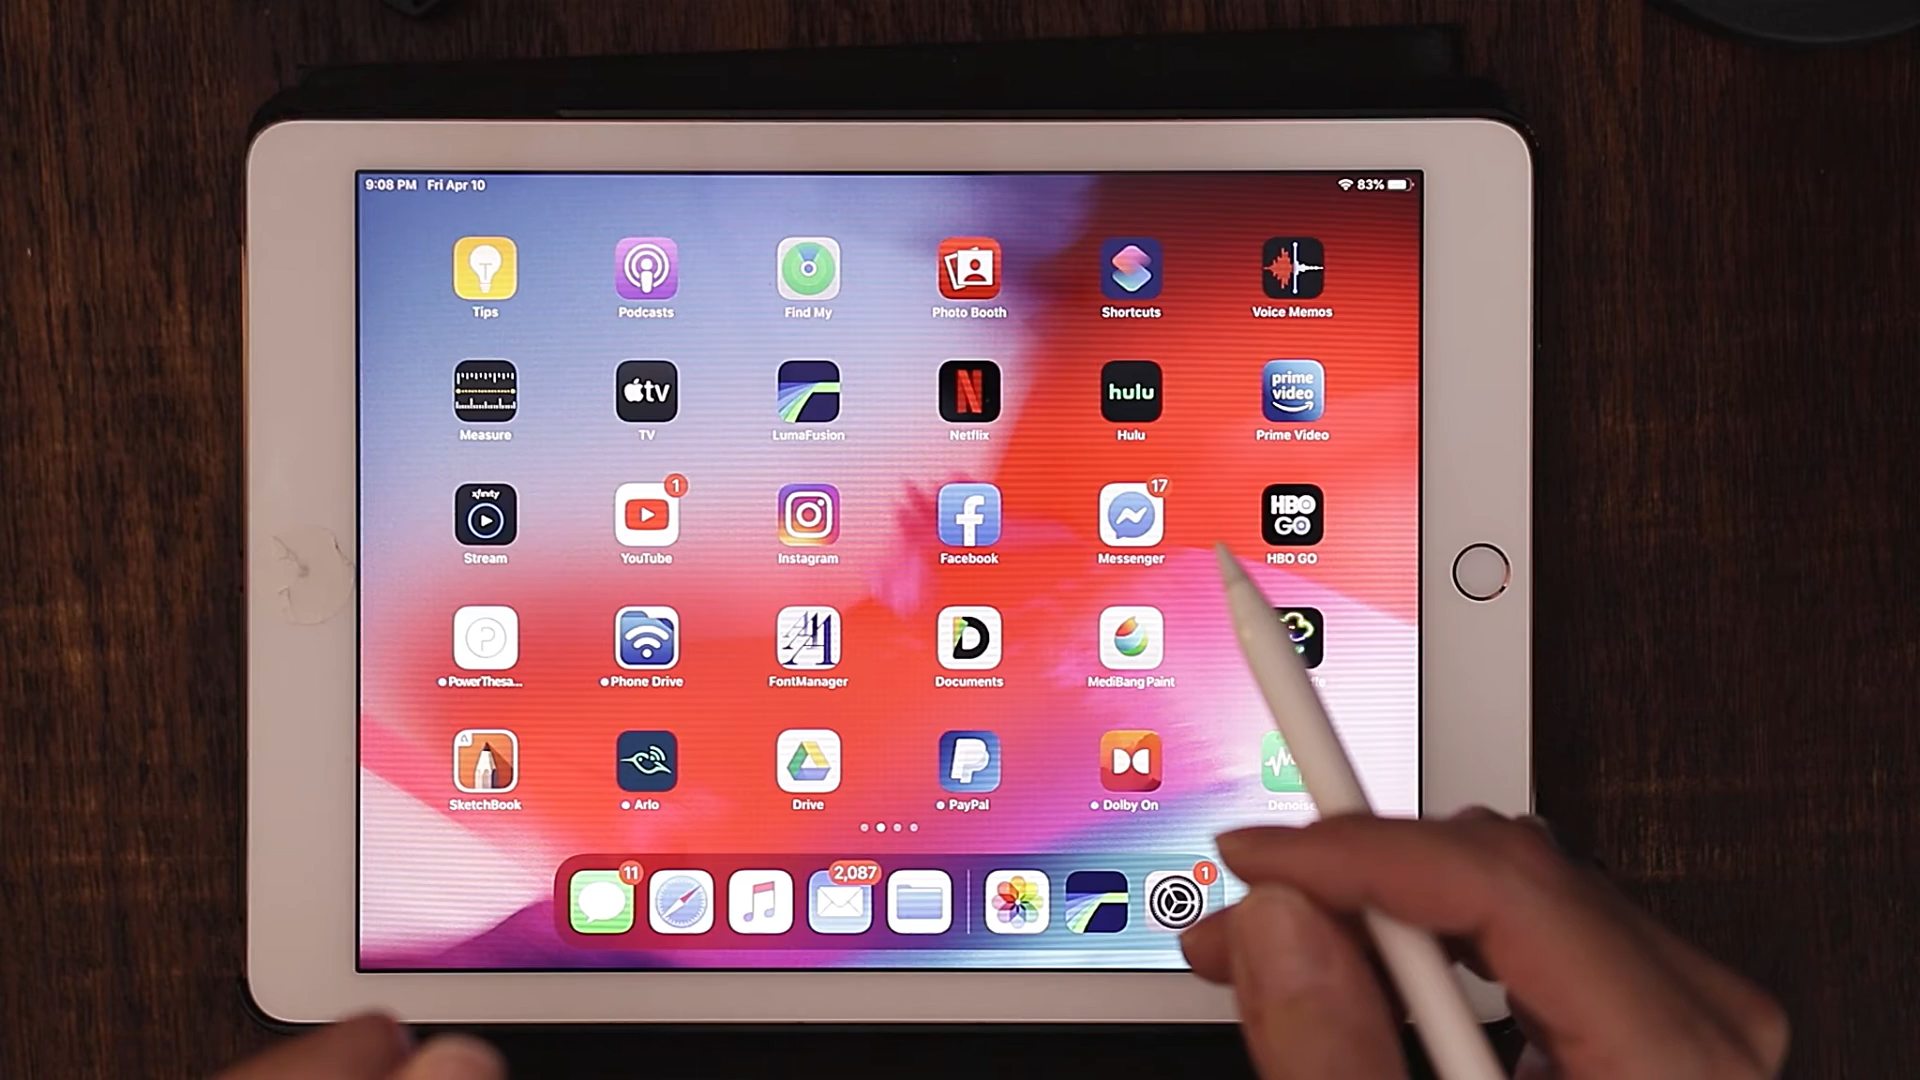 9:08 PM Fri Apr 10 83%
Tips Podcasts Find My Photo Booth Shortcuts Voice Memos
tv hulu prime video
Measure TV LumaFusion Netflix Hulu Prime Video
xfinity 1 17 HBO GO
Stream YouTube Instagram Facebook Messenger HBO GO
PowerThesa... Phone Drive FontManager Documents MediBang Paint
SketchBook Arlo Drive PayPal Dolby On
11 2,087 1